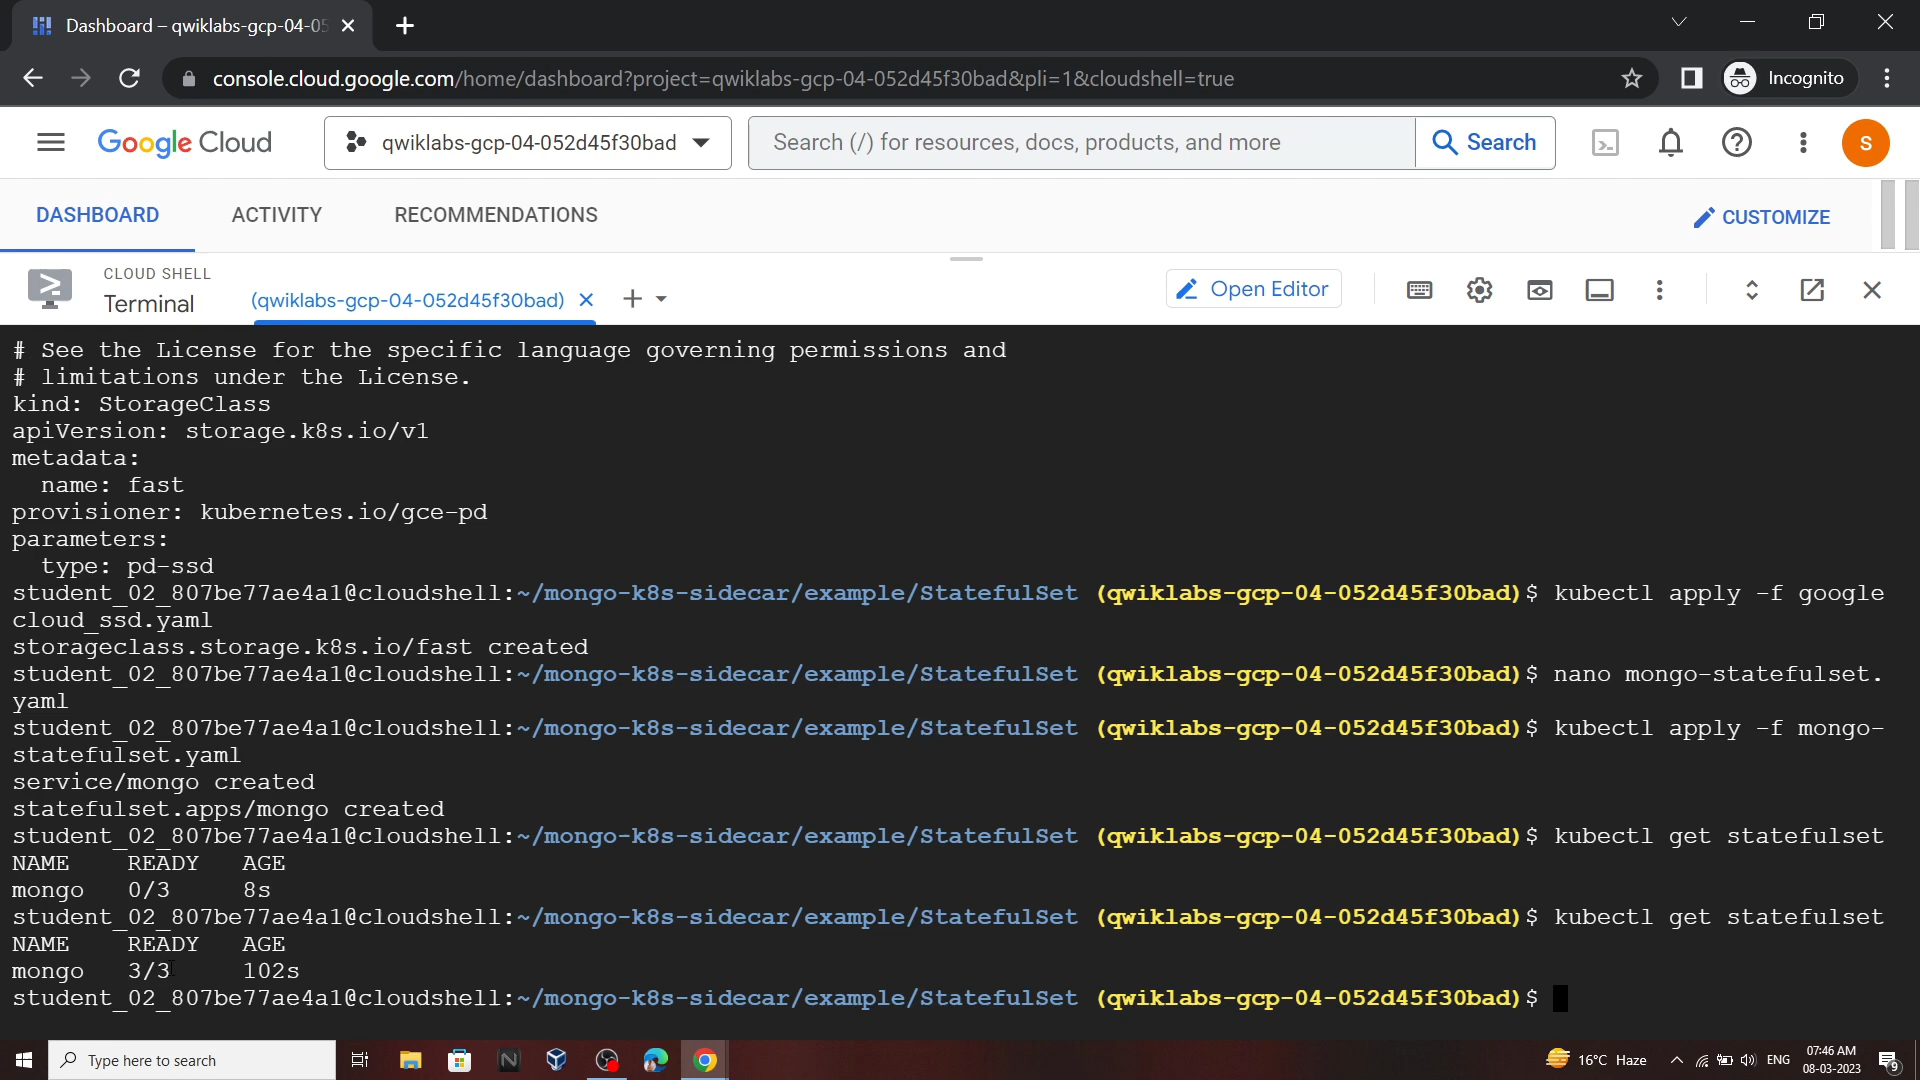 Dashboard – qwiklabs-gcp-04-05
console.cloud.google.com/home/dashboard?project=qwiklabs-gcp-04-052d45f30bad&pli=1&cloudshell=true
Incognito
Google Cloud
qwiklabs-gcp-04-052d45f30bad
Search (/) for resources, docs, products, and more
Search
S
DASHBOARD
ACTIVITY
RECOMMENDATIONS
CUSTOMIZE
CLOUD SHELL
Terminal
(qwiklabs-gcp-04-052d45f30bad)
Open Editor
# See the License for the specific language governing permissions and
# limitations under the License.
kind: StorageClass
apiVersion: storage.k8s.io/v1
metadata:
  name: fast
provisioner: kubernetes.io/gce-pd
parameters:
  type: pd-ssd
student_02_807be77ae4a1@cloudshell:~/mongo-k8s-sidecar/example/StatefulSet (qwiklabs-gcp-04-052d45f30bad)$ kubectl apply -f google
cloud_ssd.yaml
storageclass.storage.k8s.io/fast created
student_02_807be77ae4a1@cloudshell:~/mongo-k8s-sidecar/example/StatefulSet (qwiklabs-gcp-04-052d45f30bad)$ nano mongo-statefulset.
yaml
student_02_807be77ae4a1@cloudshell:~/mongo-k8s-sidecar/example/StatefulSet (qwiklabs-gcp-04-052d45f30bad)$ kubectl apply -f mongo-
statefulset.yaml
service/mongo created
statefulset.apps/mongo created
student_02_807be77ae4a1@cloudshell:~/mongo-k8s-sidecar/example/StatefulSet (qwiklabs-gcp-04-052d45f30bad)$ kubectl get statefulset
NAME    READY   AGE
mongo   0/3     8s
student_02_807be77ae4a1@cloudshell:~/mongo-k8s-sidecar/example/StatefulSet (qwiklabs-gcp-04-052d45f30bad)$ kubectl get statefulset
NAME    READY   AGE
mongo   3/3     102s
student_02_807be77ae4a1@cloudshell:~/mongo-k8s-sidecar/example/StatefulSet (qwiklabs-gcp-04-052d45f30bad)$
Type here to search
16°C Haze
ENG
07:46 AM
08-03-2023
9